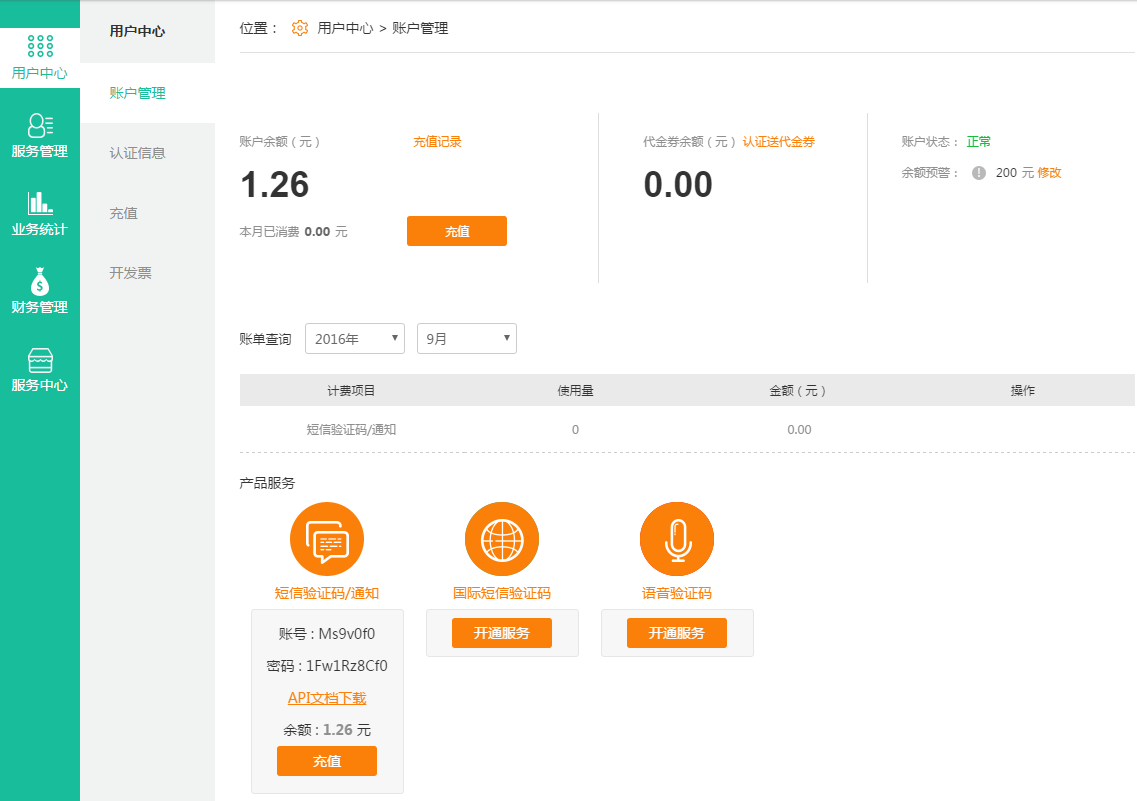 用户中心
服务管理
业务统计
财务管理
服务中心
用户中心
账户管理
认证信息
充值
开发票
位置： 用户中心 > 账户管理
账户余额（元） 充值记录
1.26
本月已消费 0.00 元 充值
代金券余额（元）认证送代金券
0.00
账户状态： 正常
余额预警： 200 元 修改
账单查询 2016年 9月
计费项目 使用量 金额（元） 操作
短信验证码/通知 0 0.00
产品服务
短信验证码/通知 国际短信验证码 语音验证码
账号 : Ms9v0f0 开通服务 开通服务
密码 : 1Fw1Rz8Cf0
API文档下载
余额 : 1.26 元
充值